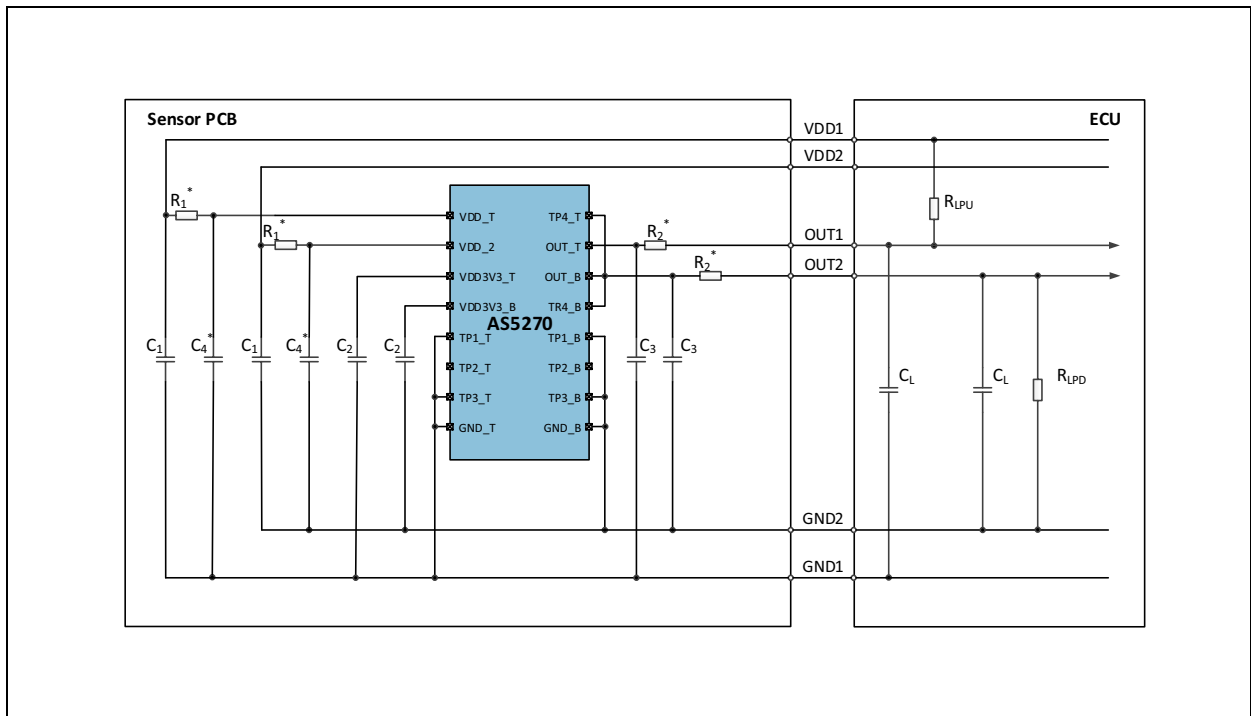 Sensor PCB
ECU
VDD1
VDD2
R1*
R1*
VDD_T
VDD_2
VDD3V3_T
VDD3V3_B
TP1_T
TP2_T
TP3_T
GND_T
AS5270
TP4_T
OUT_T
OUT_B
TR4_B
TP1_B
TP2_B
TP3_B
GND_B
R2*
R2*
OUT1
OUT2
RLPU
C1
C4*
C1
C4*
C2
C2
C3
C3
CL
CL
RLPD
GND2
GND1